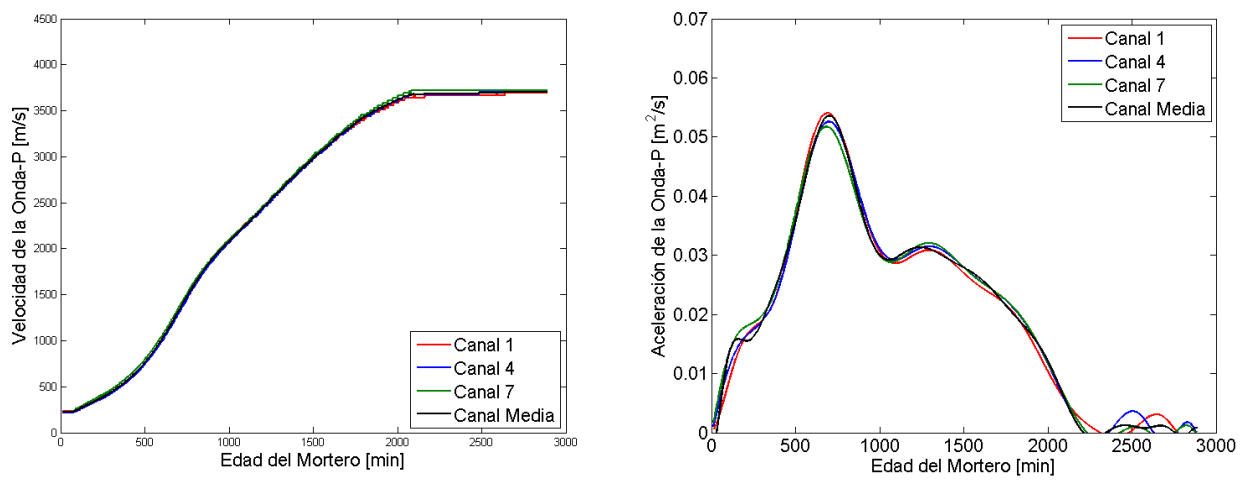 4500
4000
3500
3000
2500
2000
1500
1000
500
0
Velocidad de la Onda-P [m/s]
0 500 1000 1500 2000 2500 3000
Edad del Mortero [min]
Canal 1
Canal 4
Canal 7
Canal Media
0.07
0.06
0.05
0.04
0.03
0.02
0.01
0
Aceleración de la Onda-P [m²/s]
0 500 1000 1500 2000 2500 3000
Edad del Mortero [min]
Canal 1
Canal 4
Canal 7
Canal Media